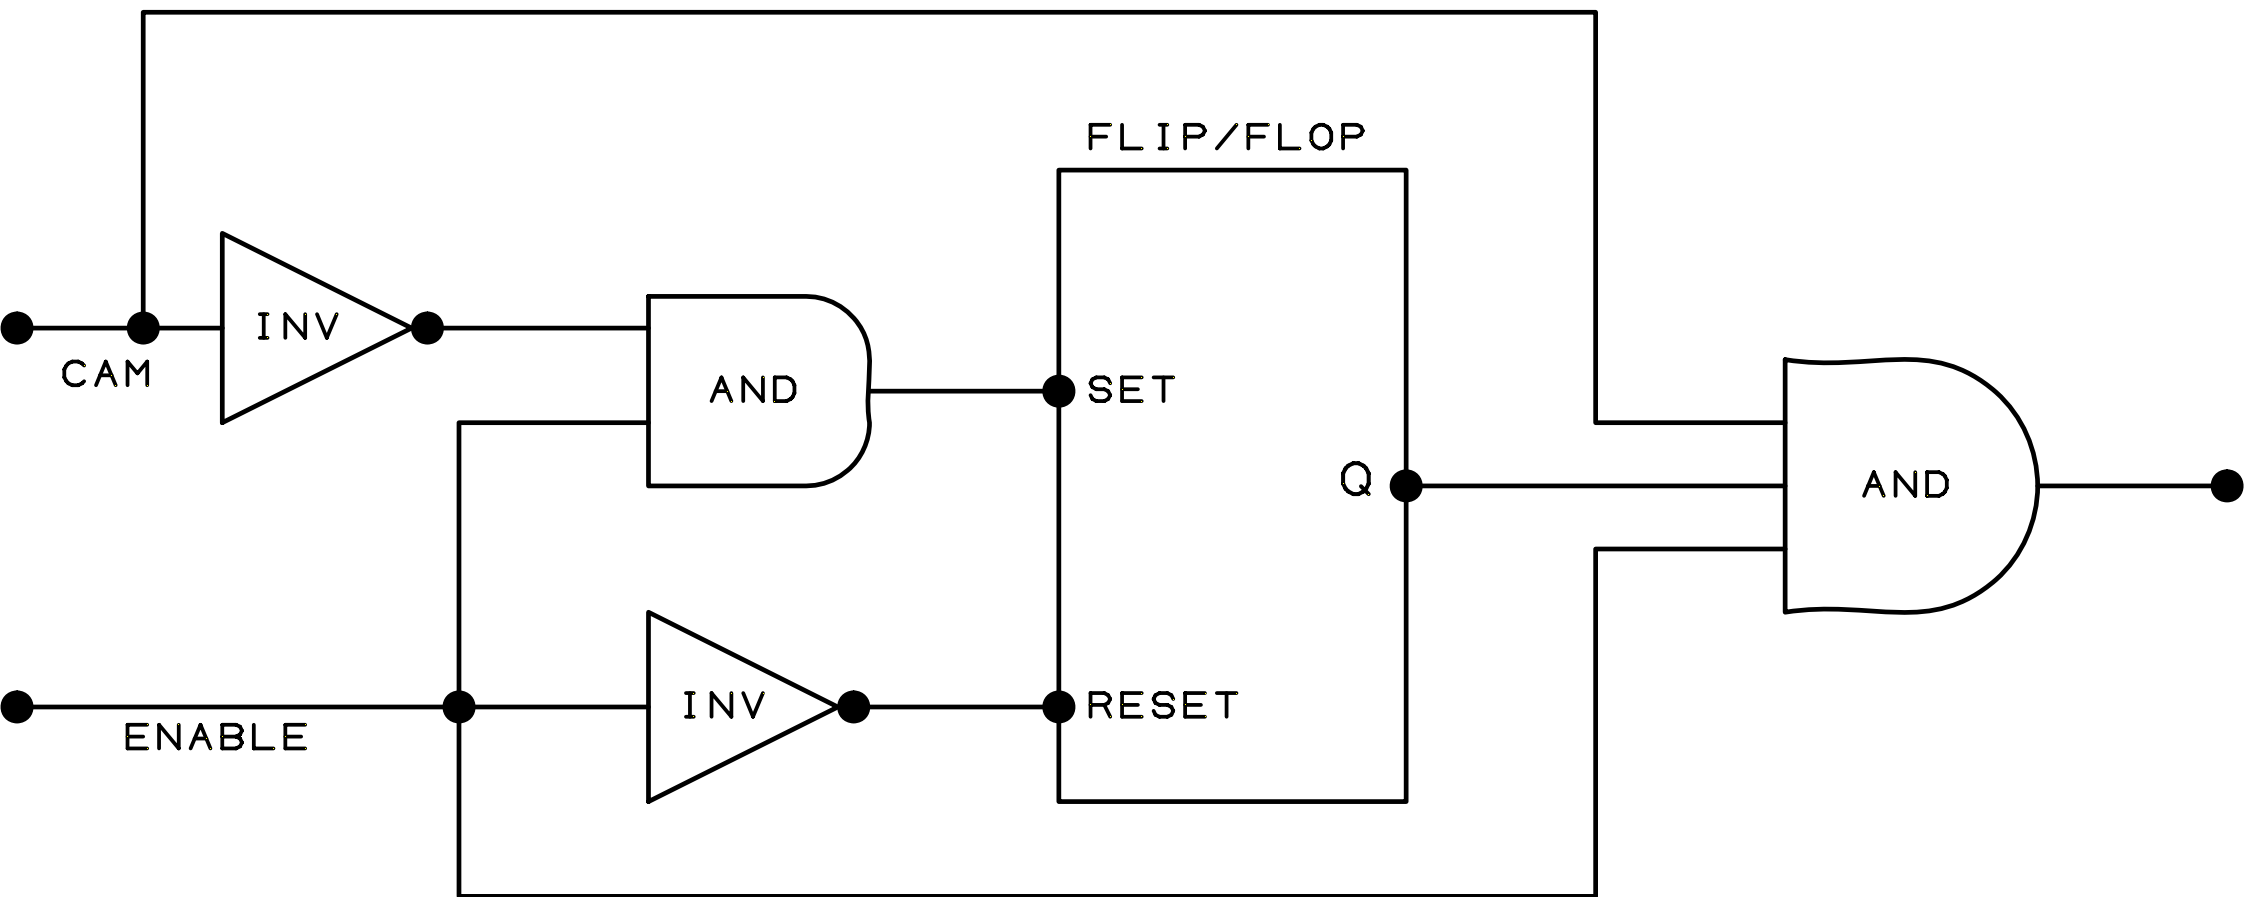 FLIP/FLOP
INV
CAM
AND
SET
Q
AND
INV
RESET
ENABLE